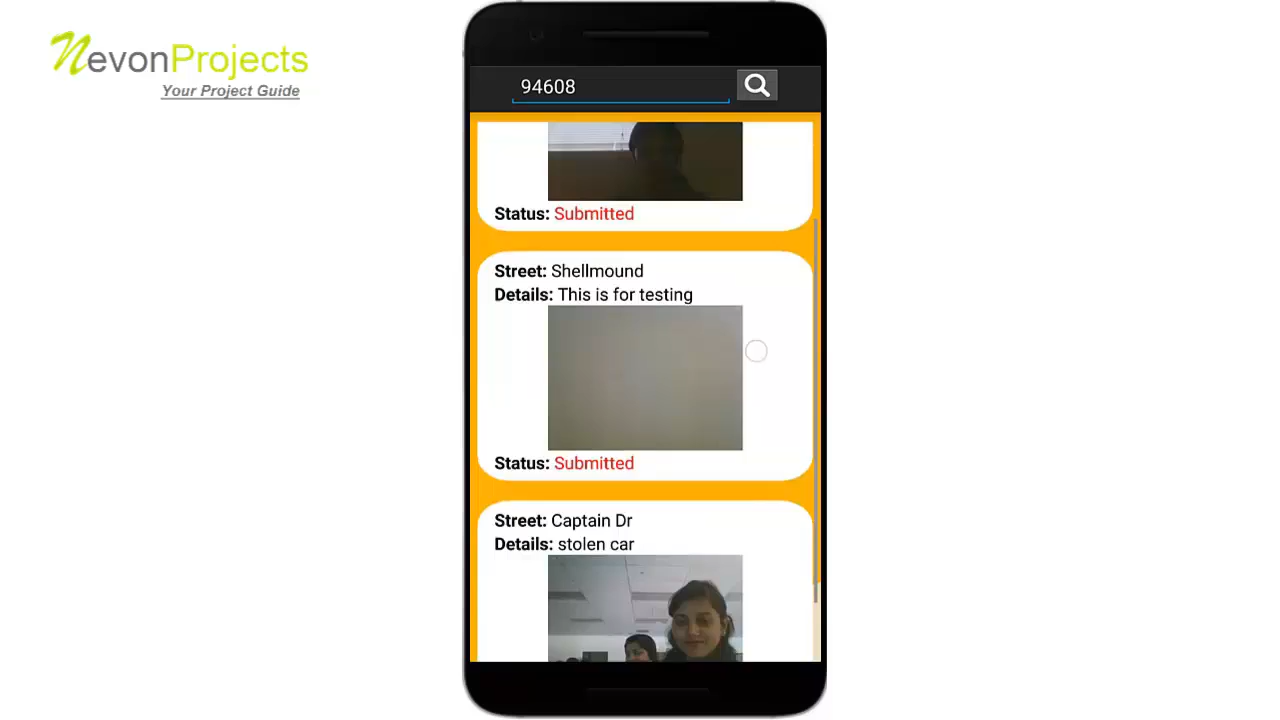 NevonProjects
Your Project Guide
94608
Status: Submitted
Street: Shellmound
Details: This is for testing
Status: Submitted
Street: Captain Dr
Details: stolen car